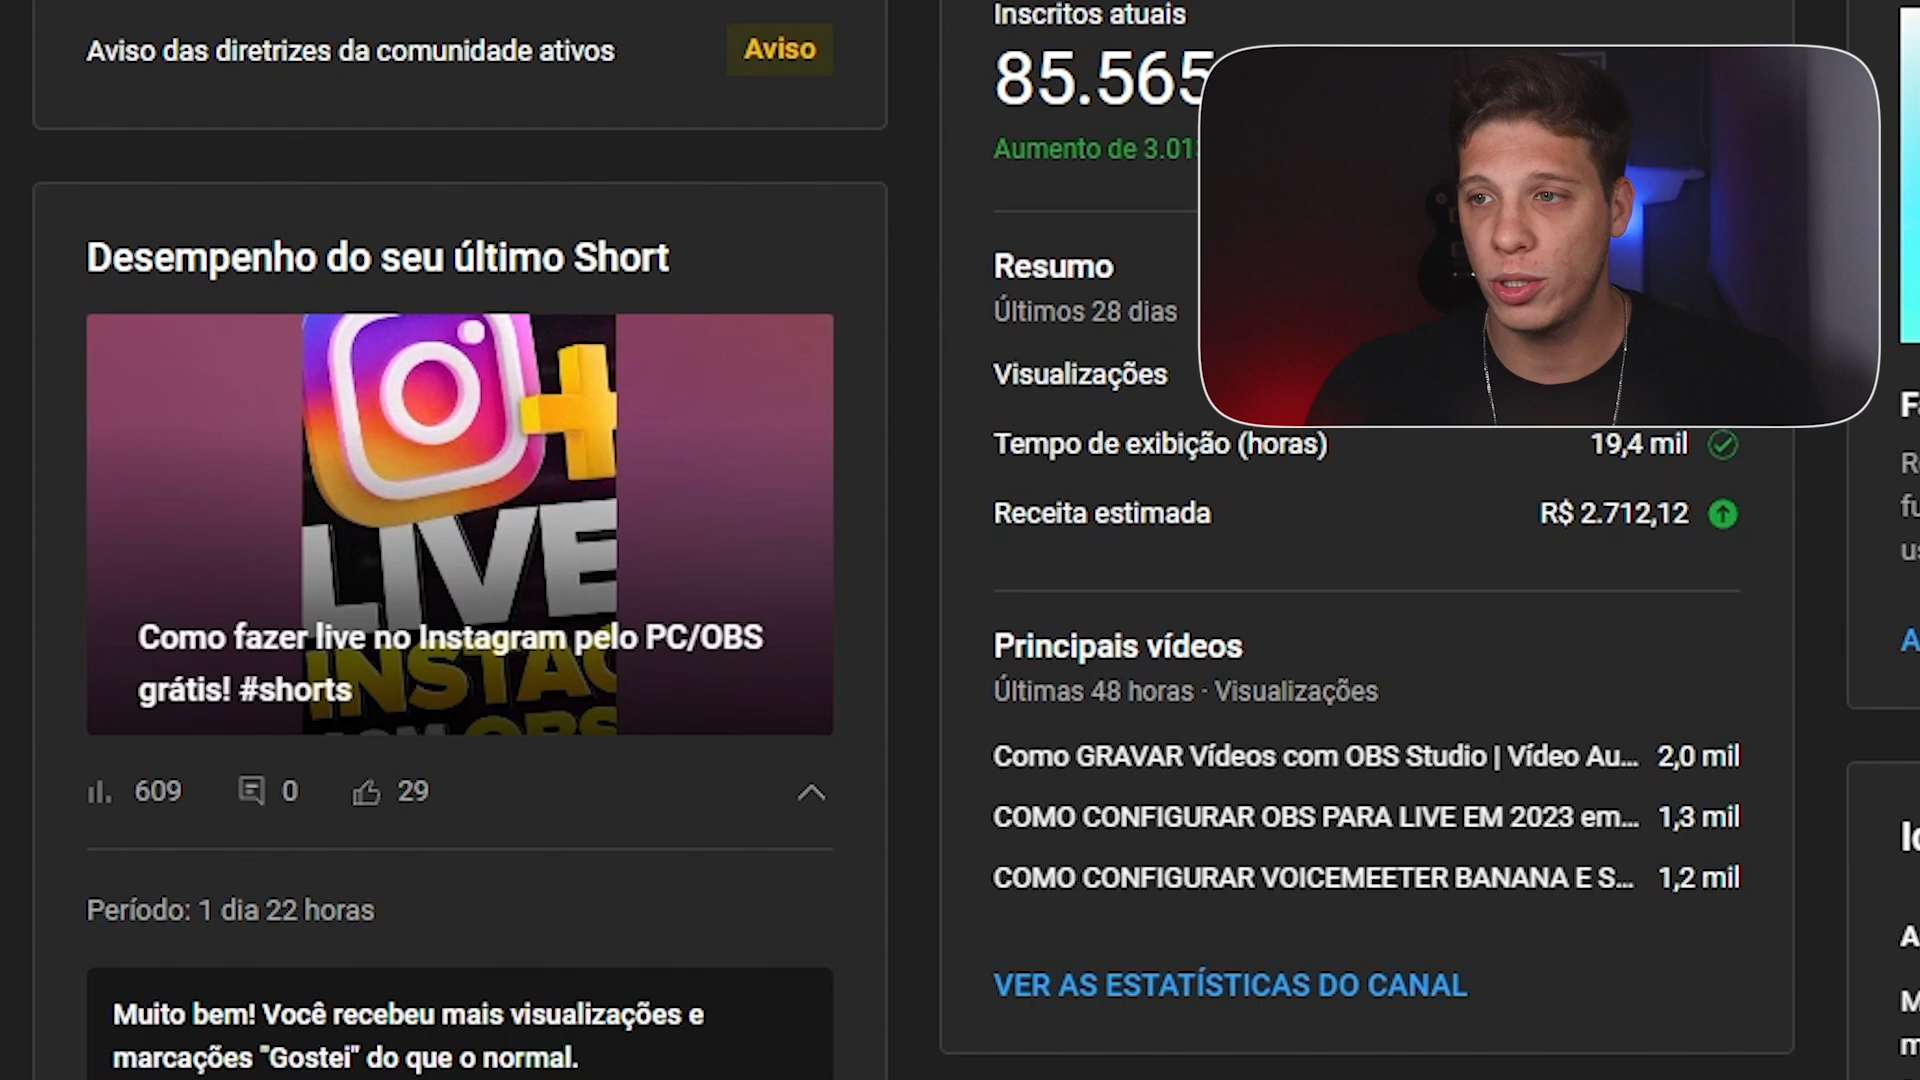 Aviso das diretrizes da comunidade ativos
Aviso
Desempenho do seu último Short
LIVE
Como fazer live no Instagram pelo PC/OBS
grátis! #shorts
609
0
29
Período: 1 dia 22 horas
Muito bem! Você recebeu mais visualizações e
marcações "Gostei" do que o normal.
Inscritos atuais
85.565
Aumento de 3.01
Resumo
Últimos 28 dias
Visualizações
Tempo de exibição (horas)
19,4 mil
Receita estimada
R$ 2.712,12
Principais vídeos
Últimas 48 horas · Visualizações
Como GRAVAR Vídeos com OBS Studio | Vídeo Au...
2,0 mil
COMO CONFIGURAR OBS PARA LIVE EM 2023 em...
1,3 mil
COMO CONFIGURAR VOICEMEETER BANANA E S...
1,2 mil
VER AS ESTATÍSTICAS DO CANAL